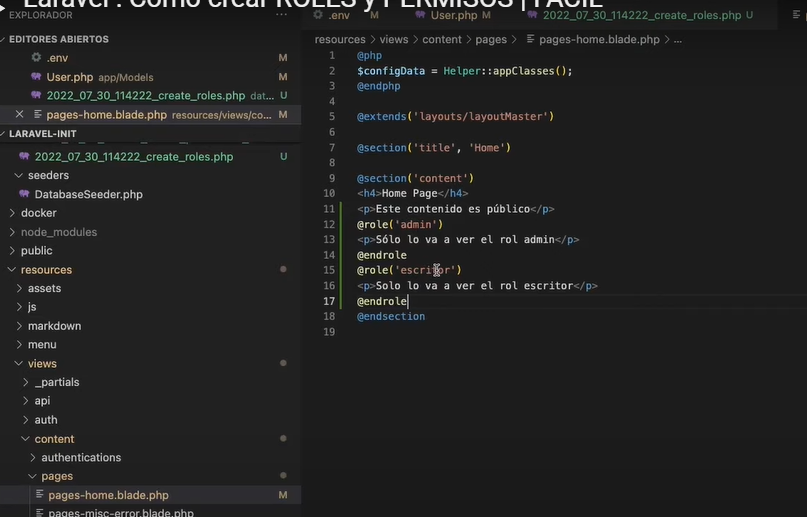 Laravel: Cómo crear ROLES y PERMISOS | FÁCIL
EXPLORADOR
EDITORES ABIERTOS
.env M
User.php app/Models M
2022_07_30_114222_create_roles.php dat... U
pages-home.blade.php resources/views/co... M
LARAVEL-INIT
2022_07_30_114222_create_roles.php U
seeders
DatabaseSeeder.php
docker
node_modules
public
resources
assets
js
markdown
menu
views
_partials
api
auth
content
authentications
pages
pages-home.blade.php M
pages-misc-error.blade.php
.env M
User.php M
2022_07_30_114222_create_roles.php U
resources > views > content > pages > pages-home.blade.php > ...
1 @php
2 $configData = Helper::appClasses();
3 @endphp
4
5 @extends('layouts/layoutMaster')
6
7 @section('title', 'Home')
8
9 @section('content')
10 <h4>Home Page</h4>
11 <p>Este contenido es público</p>
12 @role('admin')
13 <p>Sólo lo va a ver el rol admin</p>
14 @endrole
15 @role('escritor')
16 <p>Solo lo va a ver el rol escritor</p>
17 @endrole
18 @endsection
19